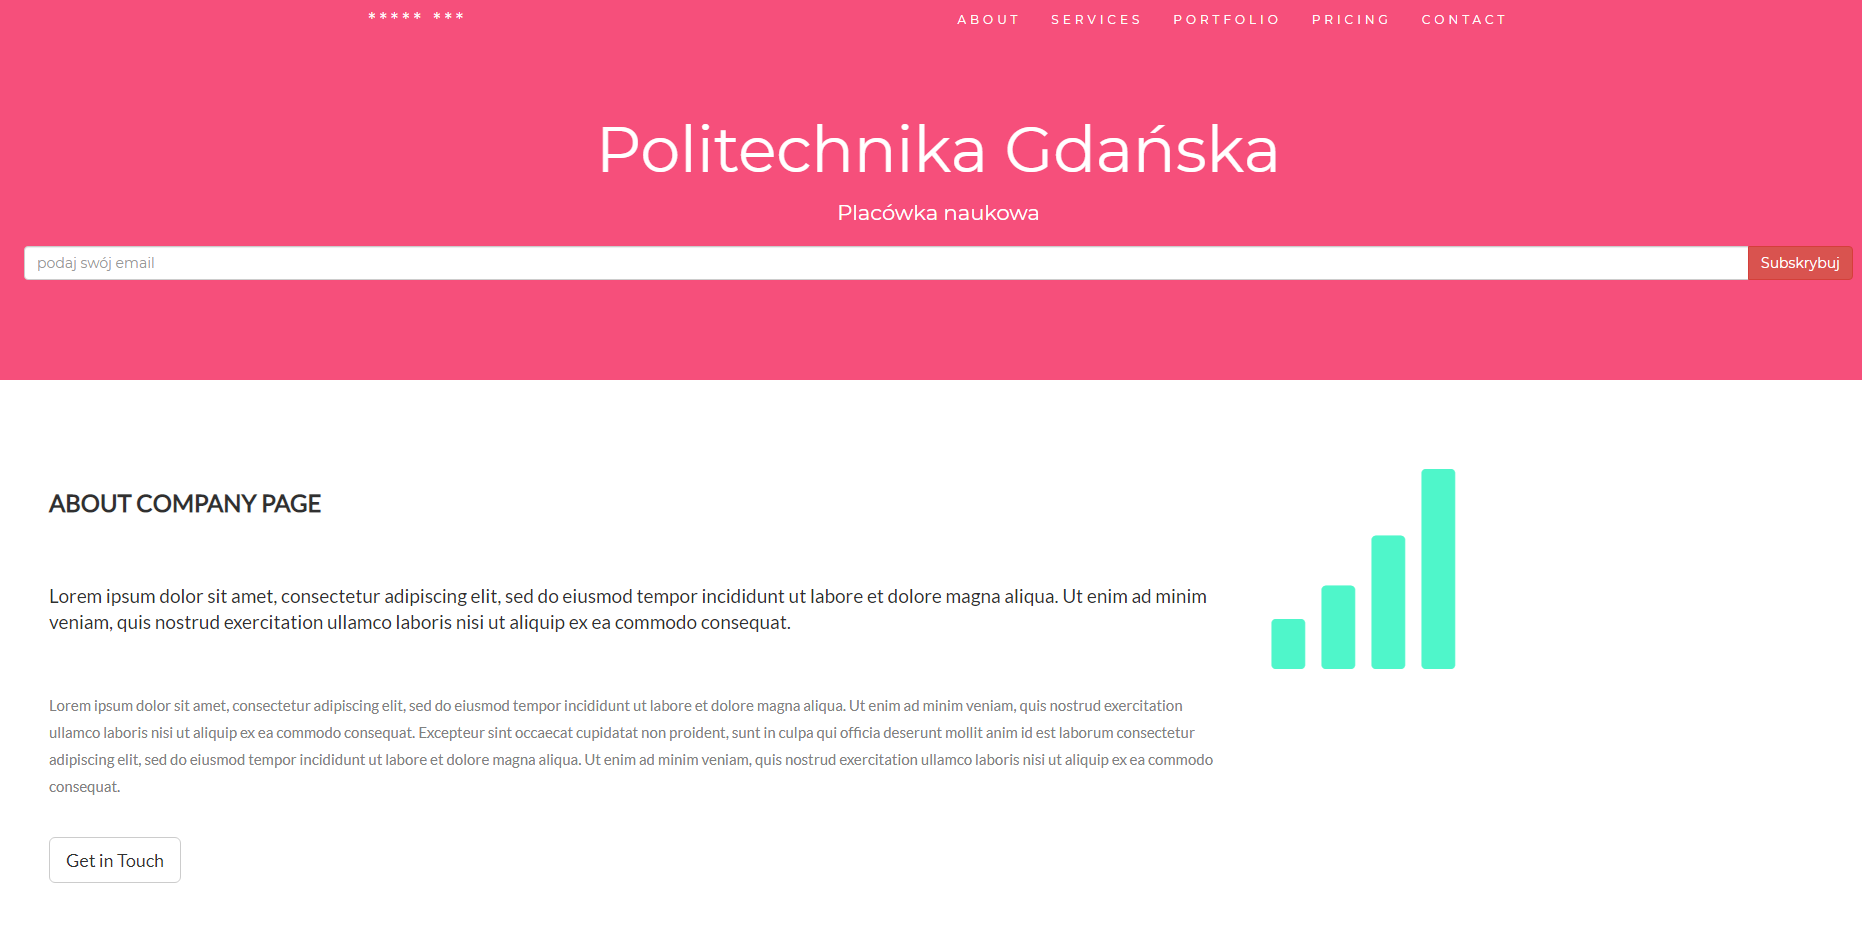 ***** ***
ABOUT SERVICES PORTFOLIO PRICING CONTACT
Politechnika Gdańska
Placówka naukowa
podaj swój email
Subskrybuj
ABOUT COMPANY PAGE
Lorem ipsum dolor sit amet, consectetur adipiscing elit, sed do eiusmod tempor incididunt ut labore et dolore magna aliqua. Ut enim ad minim
veniam, quis nostrud exercitation ullamco laboris nisi ut aliquip ex ea commodo consequat.
Lorem ipsum dolor sit amet, consectetur adipiscing elit, sed do eiusmod tempor incididunt ut labore et dolore magna aliqua. Ut enim ad minim veniam, quis nostrud exercitation
ullamco laboris nisi ut aliquip ex ea commodo consequat. Excepteur sint occaecat cupidatat non proident, sunt in culpa qui officia deserunt mollit anim id est laborum consectetur
adipiscing elit, sed do eiusmod tempor incididunt ut labore et dolore magna aliqua. Ut enim ad minim veniam, quis nostrud exercitation ullamco laboris nisi ut aliquip ex ea commodo
consequat.
Get in Touch